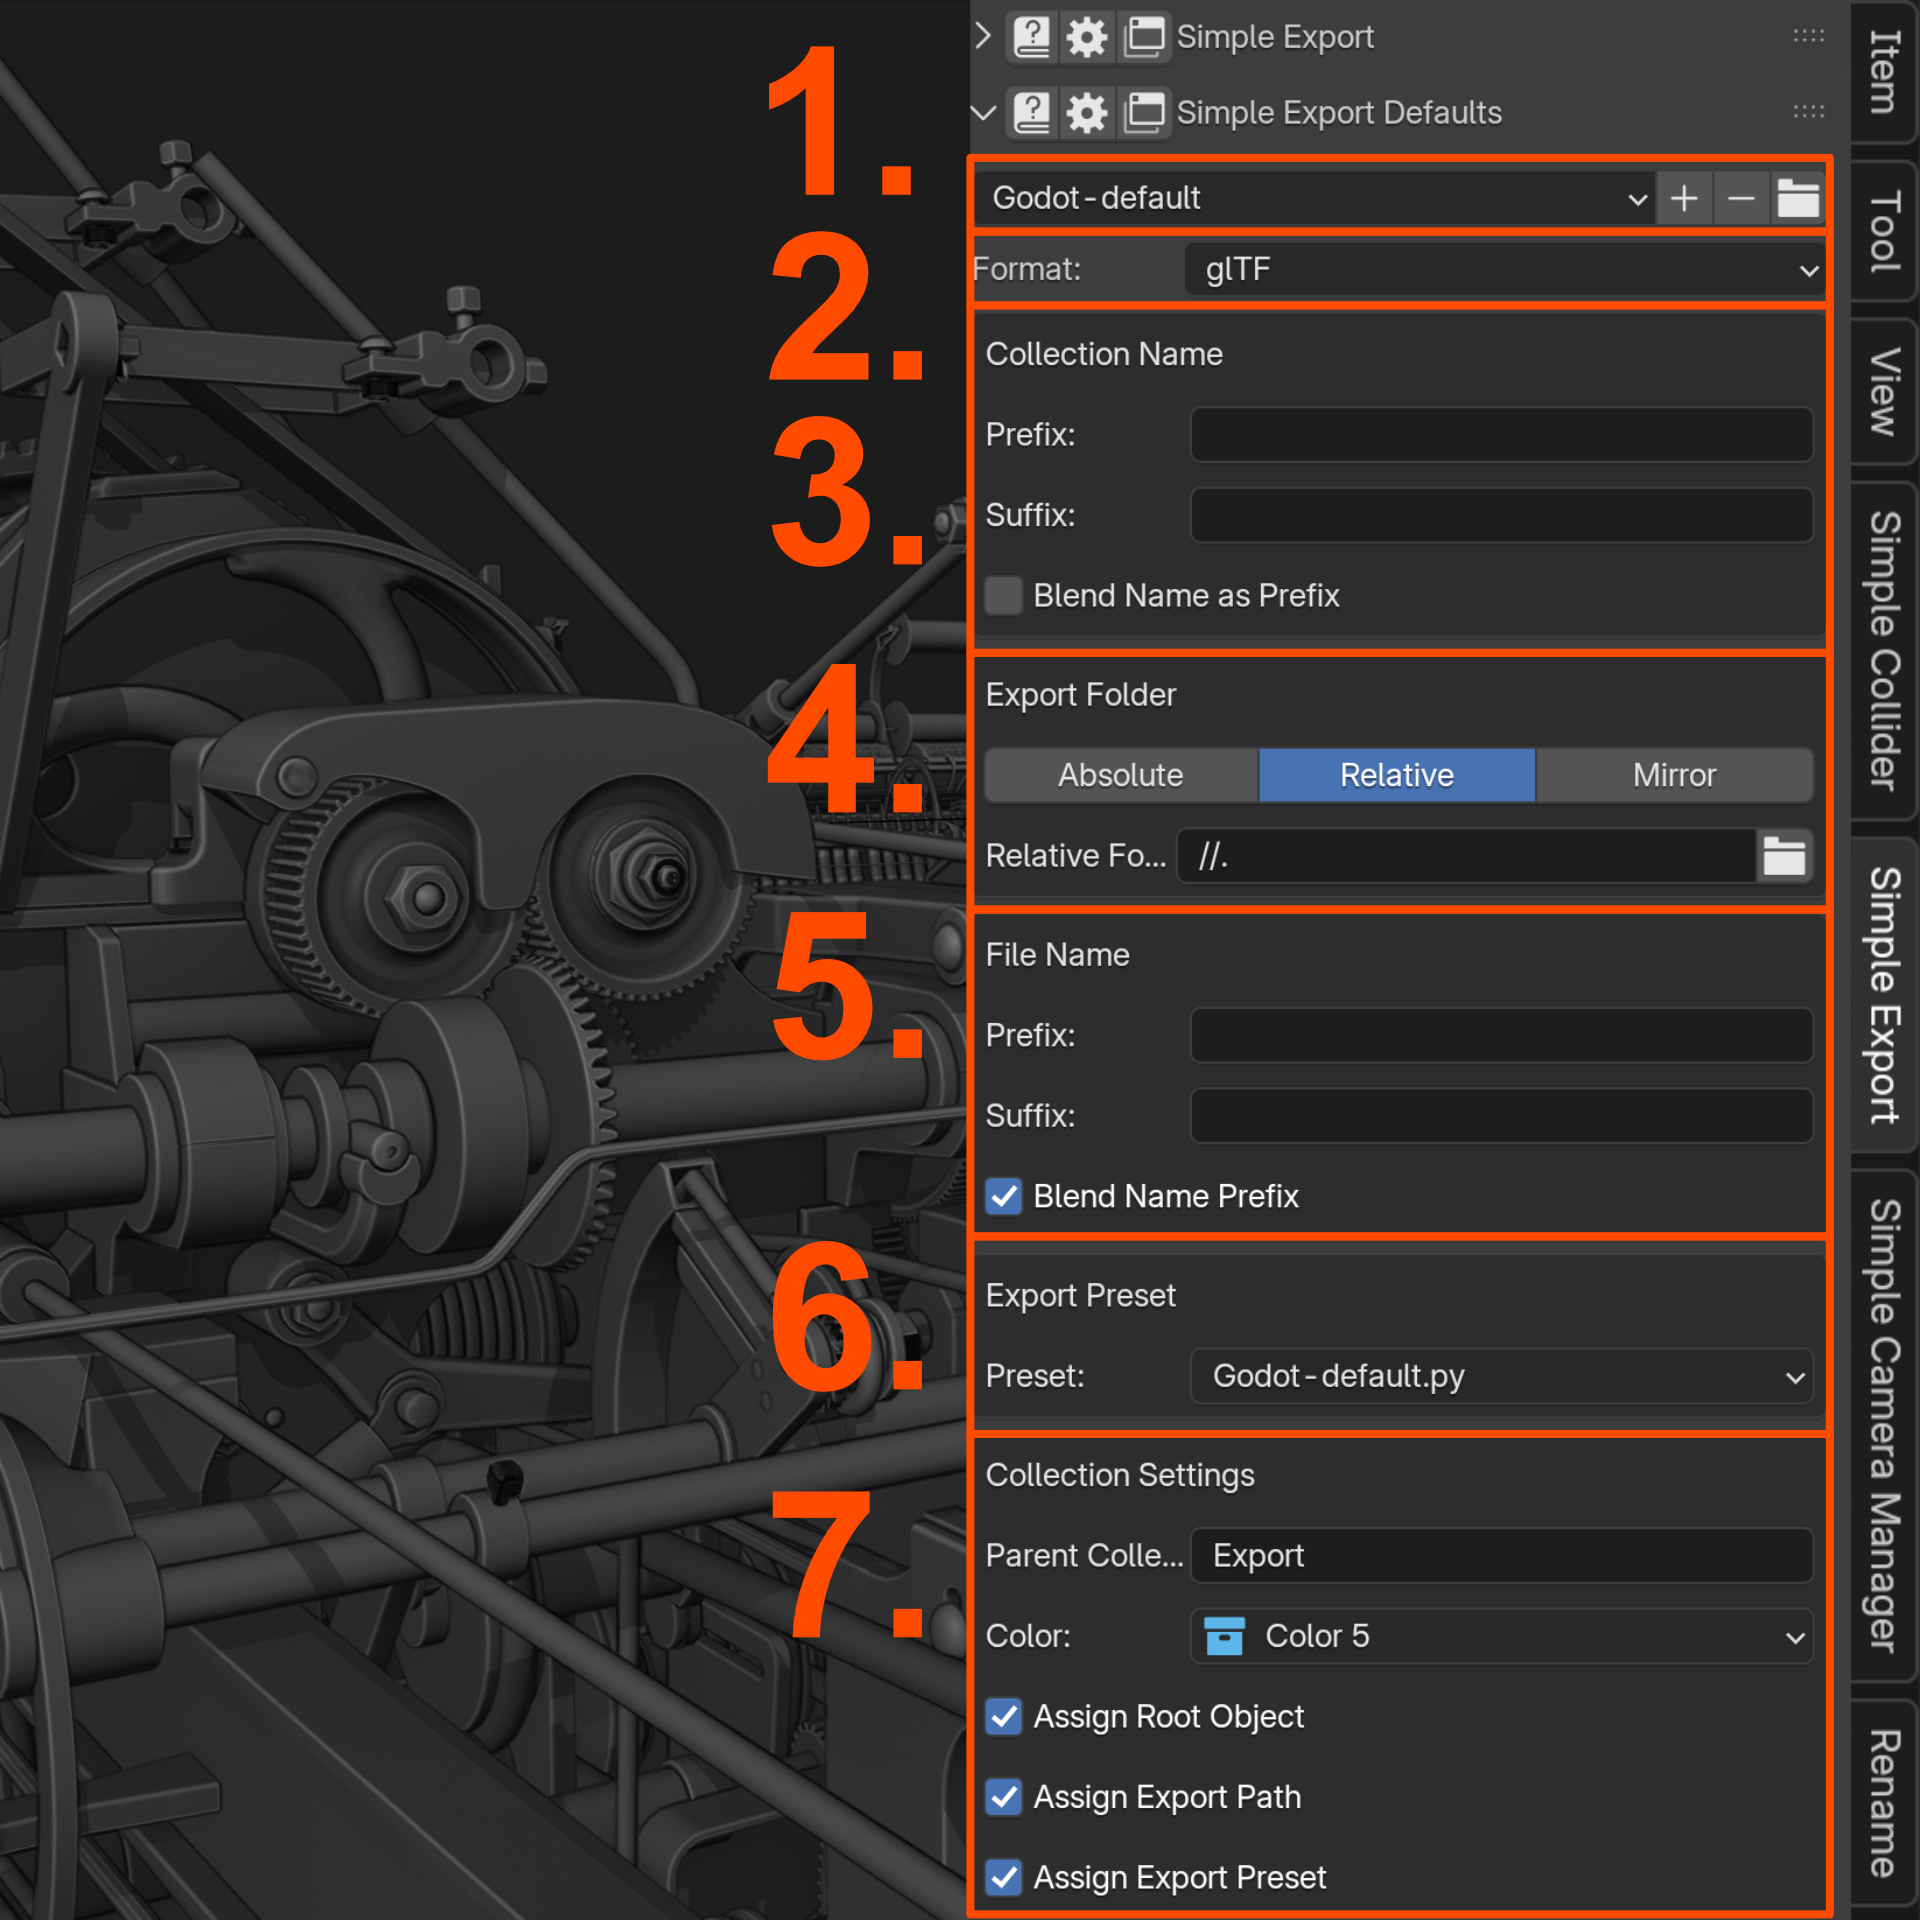 Simple Export
Simple Export Defaults
1.
Godot-default
2.
Format: glTF
3.
Collection Name
Prefix:
Suffix:
Blend Name as Prefix
4.
Export Folder
Absolute Relative Mirror
Relative Fo... //.
5.
File Name
Prefix:
Suffix:
Blend Name Prefix
6.
Export Preset
Preset: Godot-default.py
7.
Collection Settings
Parent Colle... Export
Color: Color 5
Assign Root Object
Assign Export Path
Assign Export Preset
Item
Tool
View
Simple Collider
Simple Export
Simple Camera Manager
Rename